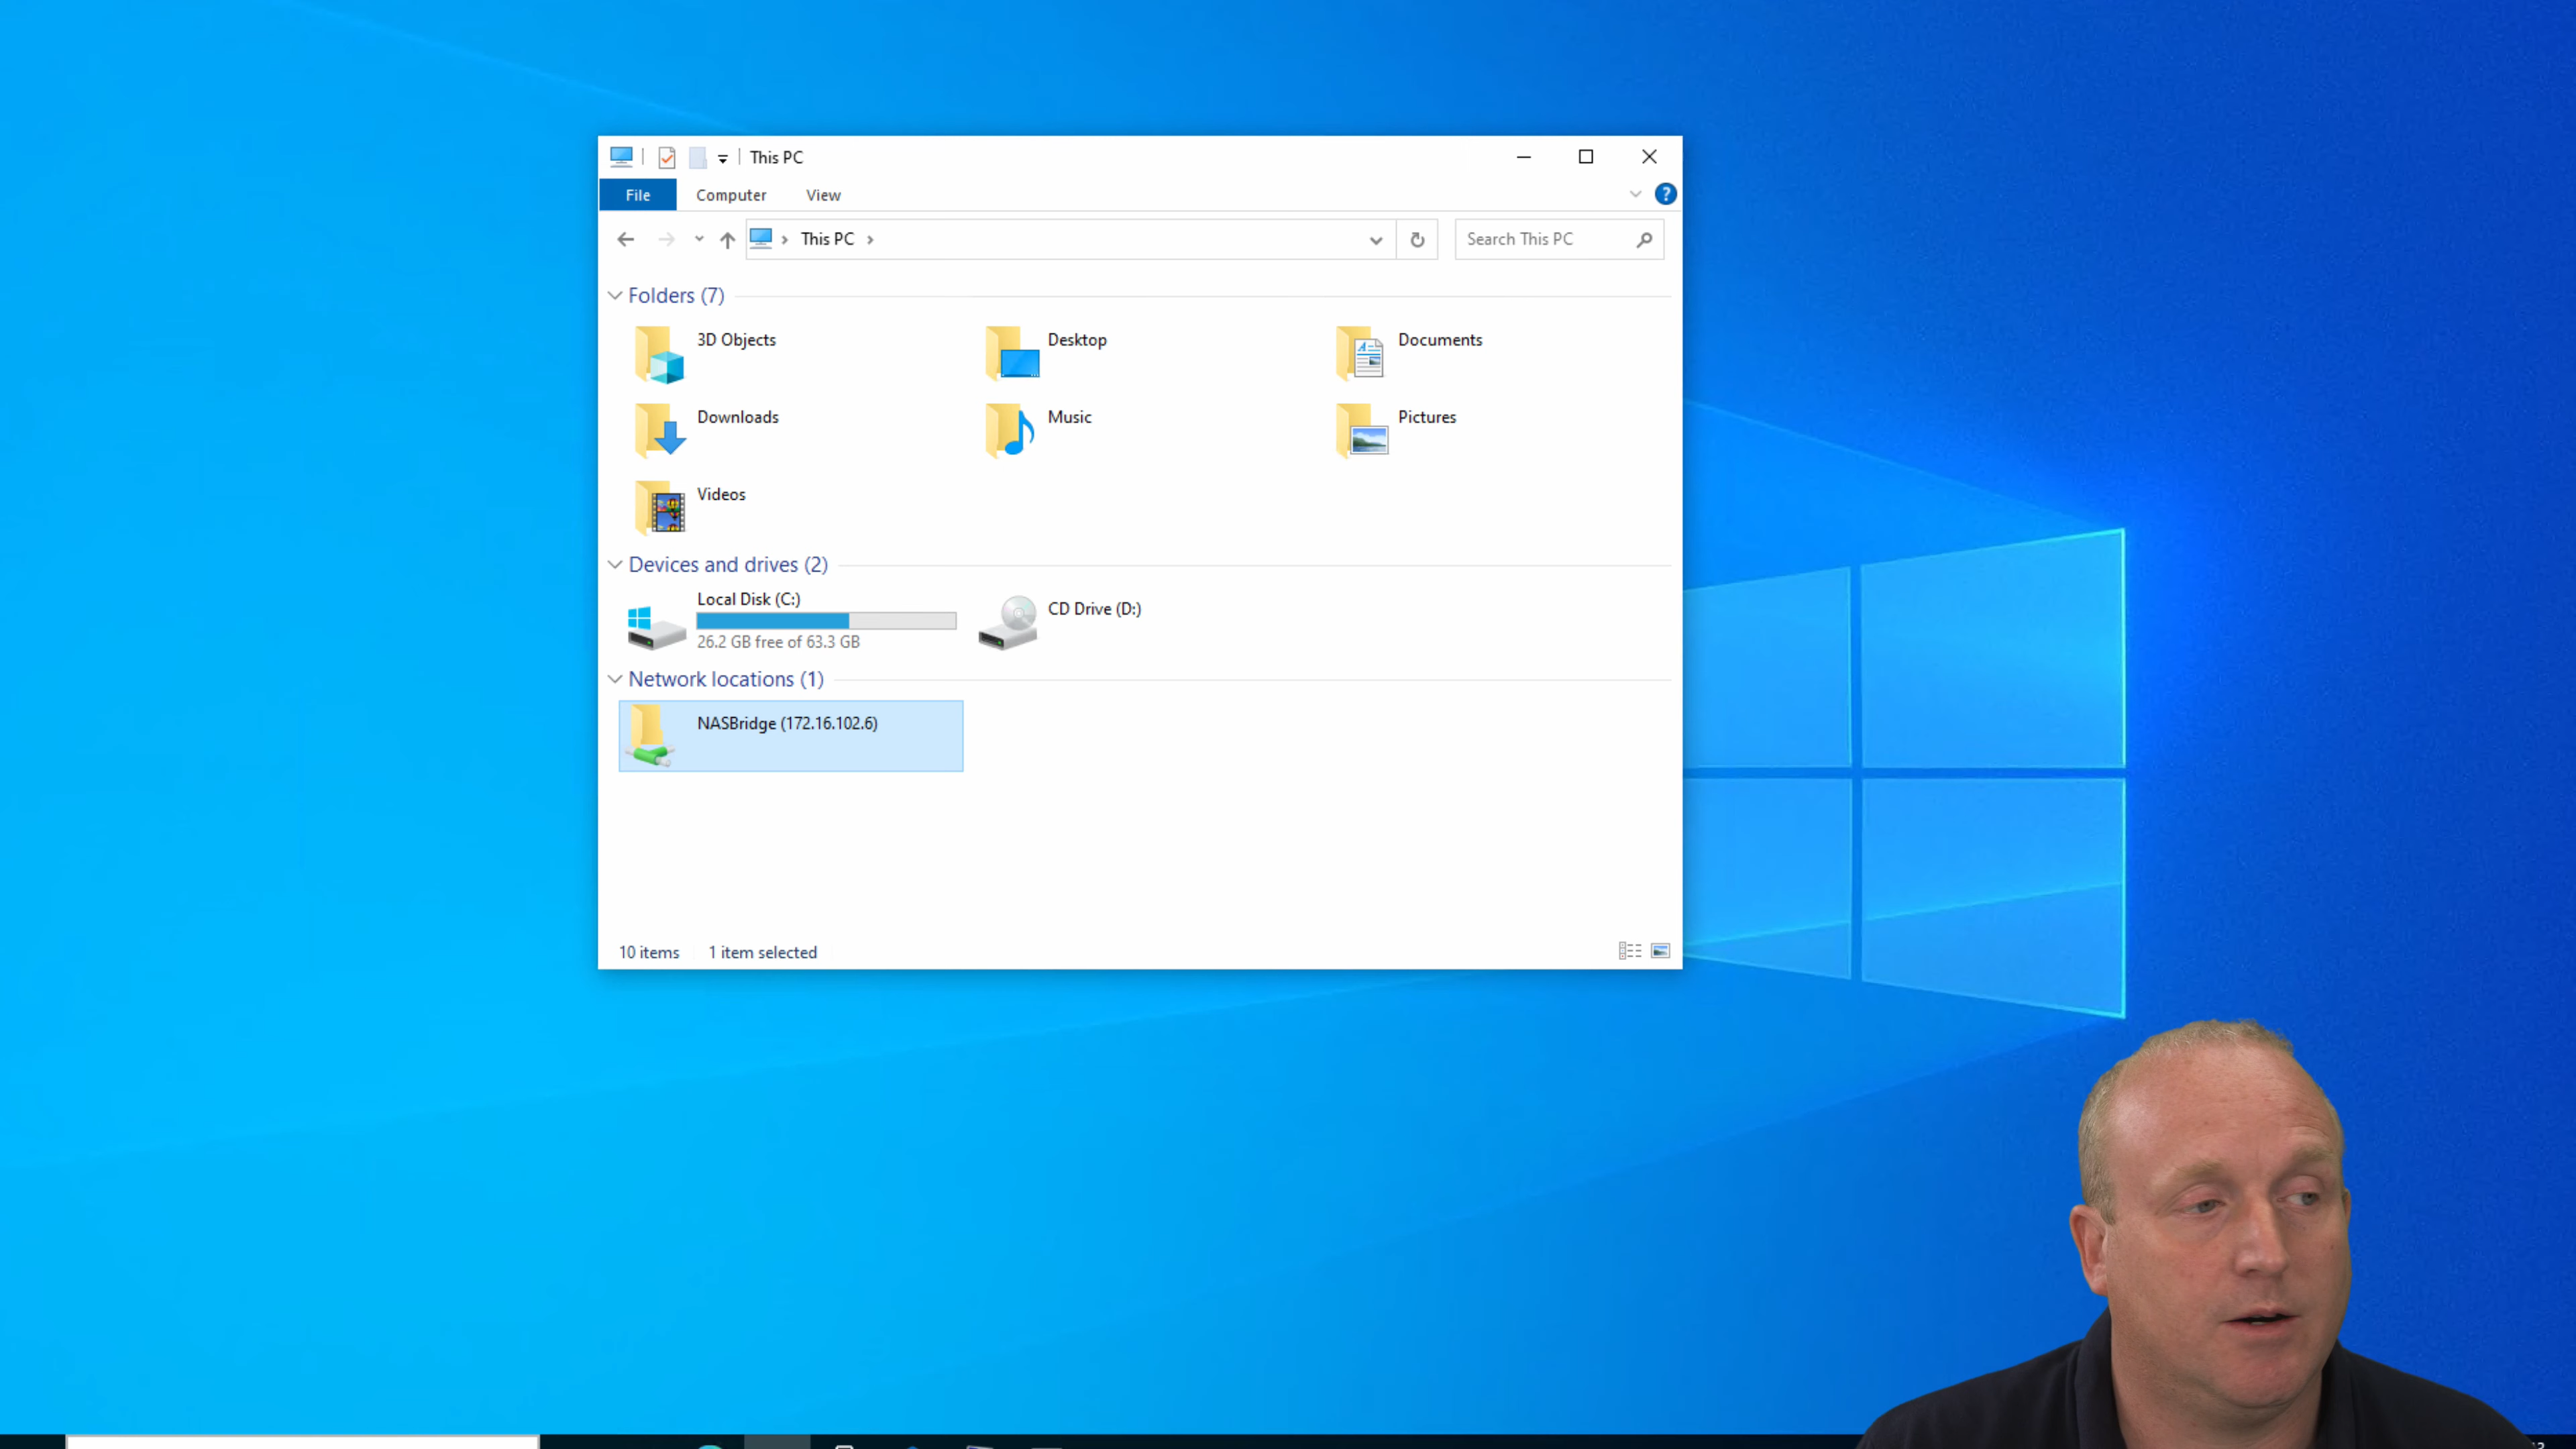 This PC
File Computer View
This PC
Search This PC
Folders (7)
3D Objects
Desktop
Documents
Downloads
Music
Pictures
Videos
Devices and drives (2)
Local Disk (C:)
26.2 GB free of 63.3 GB
CD Drive (D:)
Network locations (1)
NASBridge (172.16.102.6)
10 items 1 item selected